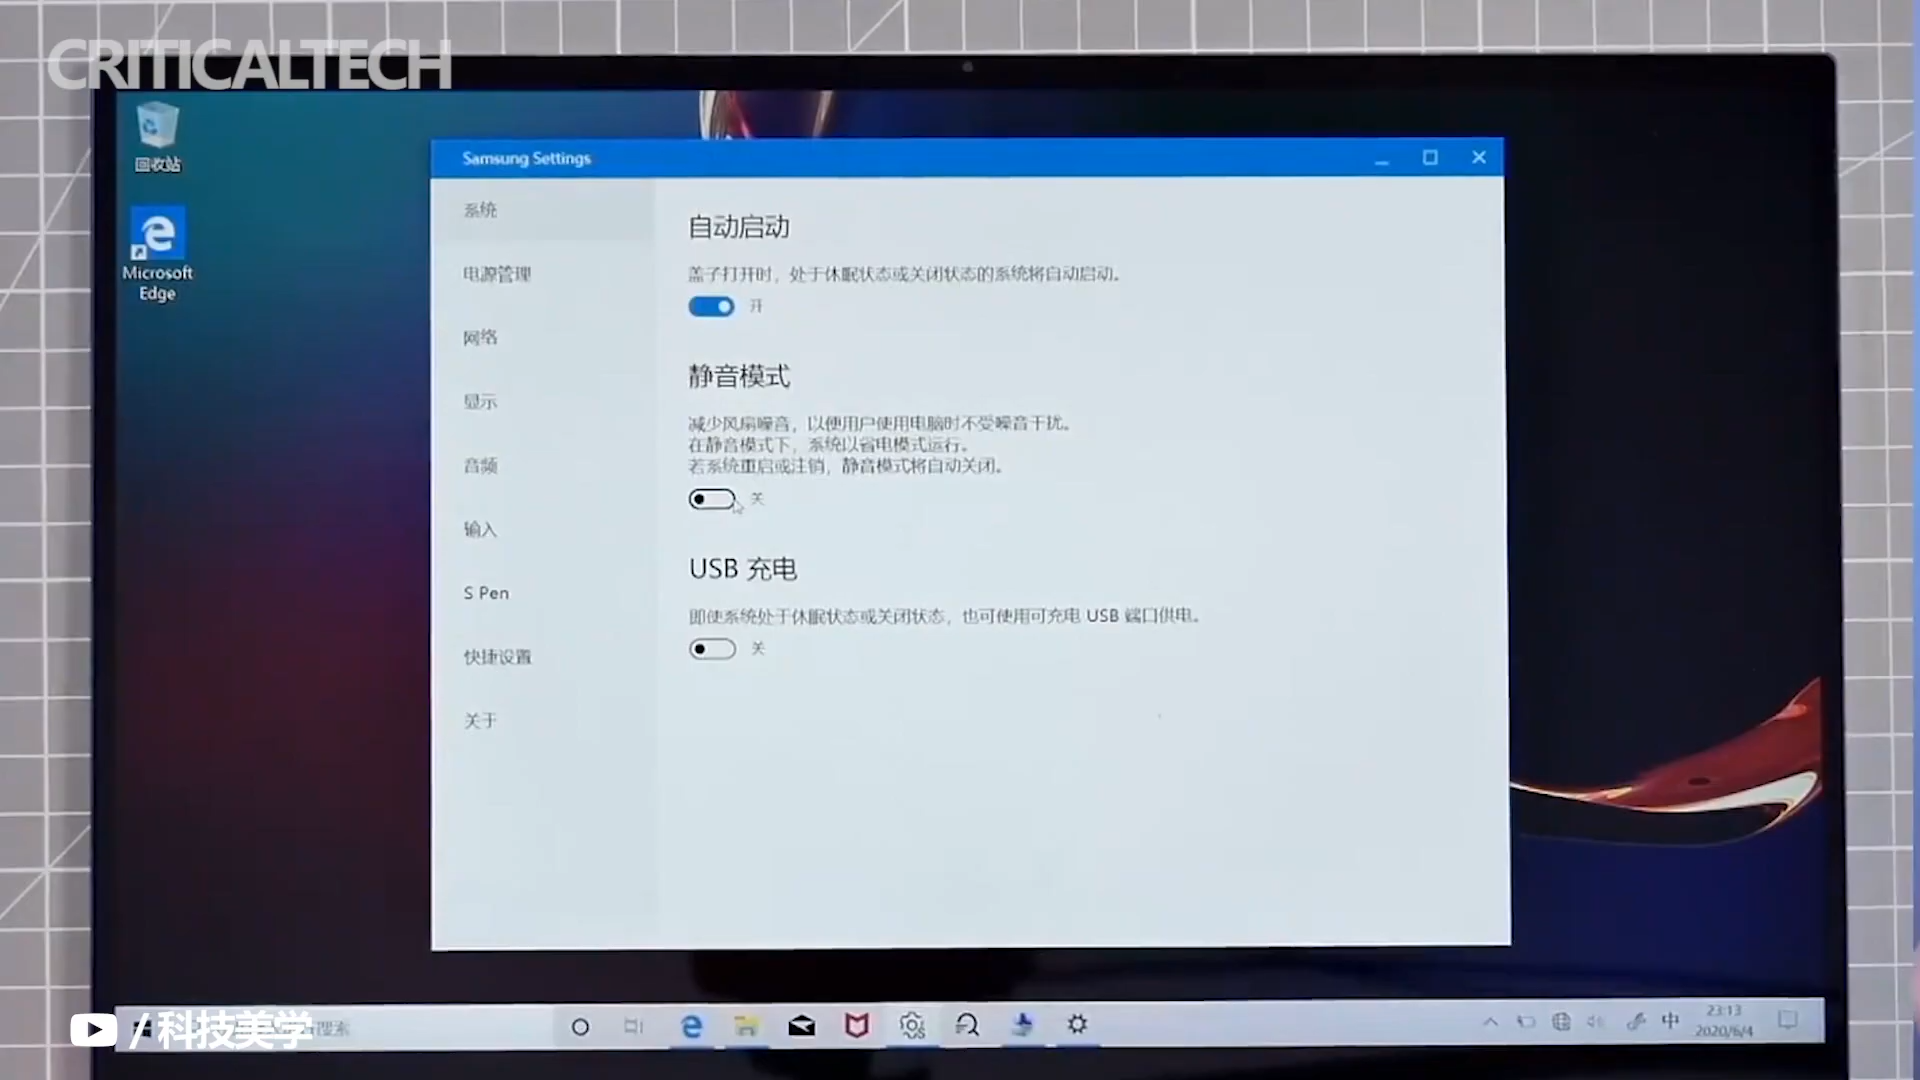 CRITICALTECH
回收站
Microsoft
Edge
Samsung Settings
系统
电源管理
网络
显示
音频
输入
S Pen
快捷设置
关于
自动启动
盖子打开时，处于休眠状态或关闭状态的系统将自动启动。
开
静音模式
减少风扇噪音，以便用户使用电脑时不受噪音干扰。
在静音模式下，系统以省电模式运行。
若系统重启或注销，静音模式将自动关闭。
关
USB 充电
即使系统处于休眠状态或关闭状态，也可使用可充电 USB 端口供电。
关
/科技美学
搜索
中
23:13
2020/6/4